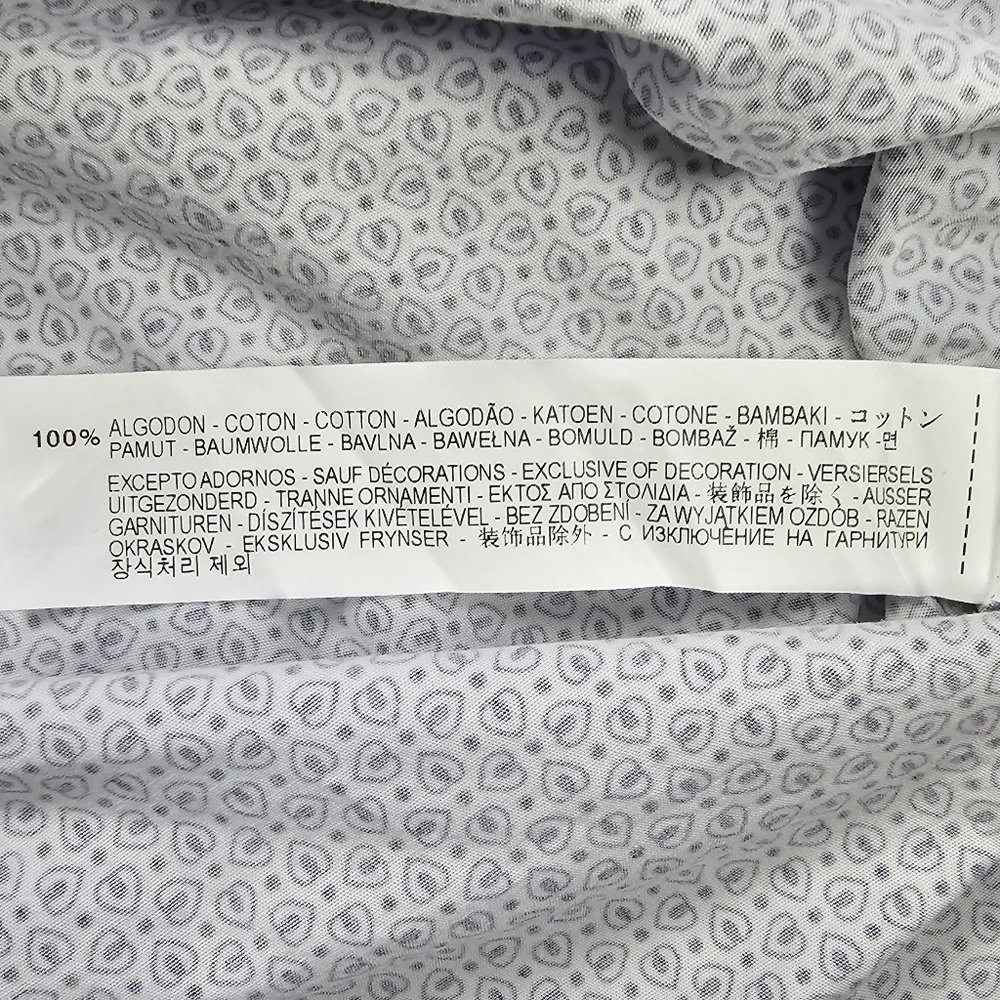 100% ALGODON - COTON - COTTON - ALGODÃO - KATOEN - COTONE - BAMBAKI - コットン
PAMUT - BAUMWOLLE - BAVLNA - BAWEŁNA - BOMULD - BOMBAŽ - 棉 - ПАМУК -면
EXCEPTO ADORNOS - SAUF DÉCORATIONS - EXCLUSIVE OF DECORATION - VERSIERSELS
UITGEZONDERD - TRANNE ORNAMENTI - ΕΚΤΟΣ ΑΠΟ ΣΤΟΛΙΔΙΑ - 装飾品を除く - AUSSER
GARNITUREN - DÍSZÍTÉSEK KIVÉTELÉVEL - BEZ ZDOBENÍ - ZA WYJĄTKIEM OZDÓB - RAZEN
OKRASKOV - EKSKLUSIV FRYNSER - 装饰品除外 - С ИЗКЛЮЧЕНИЕ НА ГАРНИТУРИ
장식처리 제외